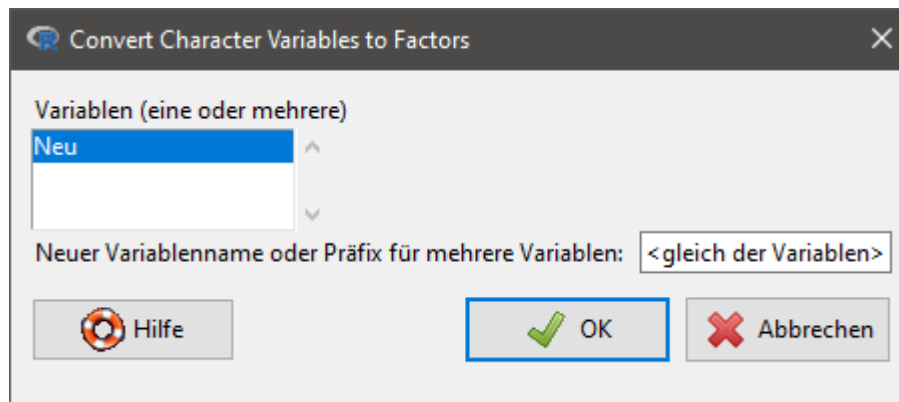 Convert Character Variables to Factors
Variablen (eine oder mehrere)
Neu
Neuer Variablenname oder Präfix für mehrere Variablen: <gleich der Variablen>
Hilfe OK Abbrechen